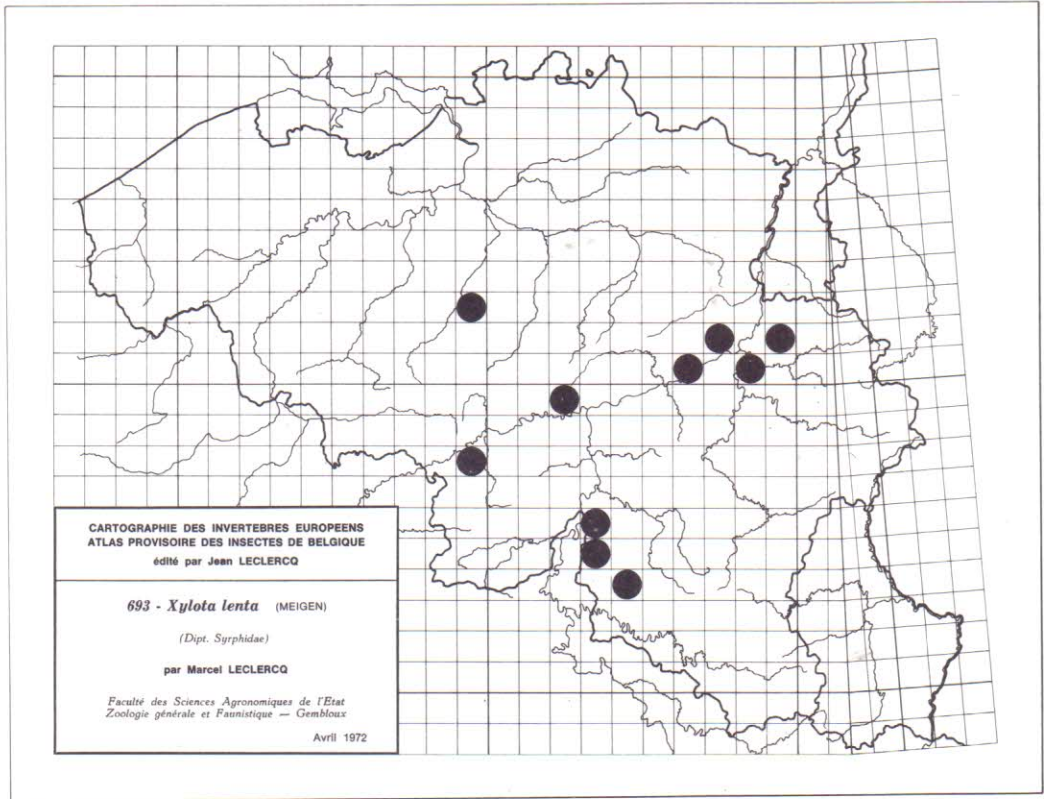 CARTOGRAPHIE DES INVERTEBRES EUROPEENS
ATLAS PROVISOIRE DES INSECTES DE BELGIQUE
édité par Jean LECLERCQ
693 - Xylota lenta (MEIGEN)
(Dipt. Syrphidae)
par Marcel LECLERCQ
Faculté des Sciences Agronomiques de l'Etat
Zoologie générale et Faunistique — Gembloux
Avril 1972